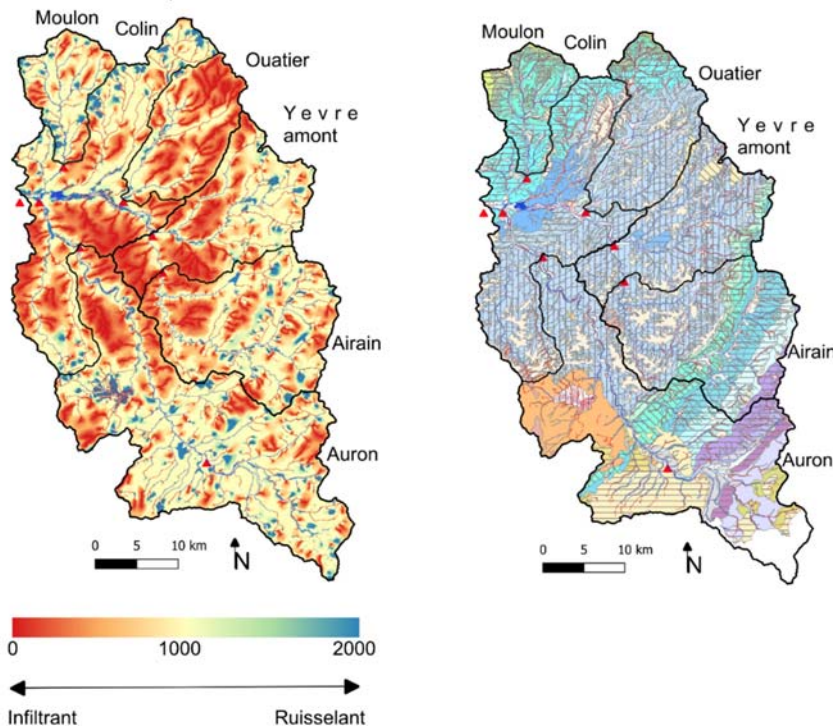 Moulon
Colin
Ouatier
Y e v r e
amont
Airain
Auron
0 5 10 km
N
0 1000 2000
Infiltrant Ruisselant
Moulon
Colin
Ouatier
Y e v r e
amont
Airain
Auron
0 5 10 km
N